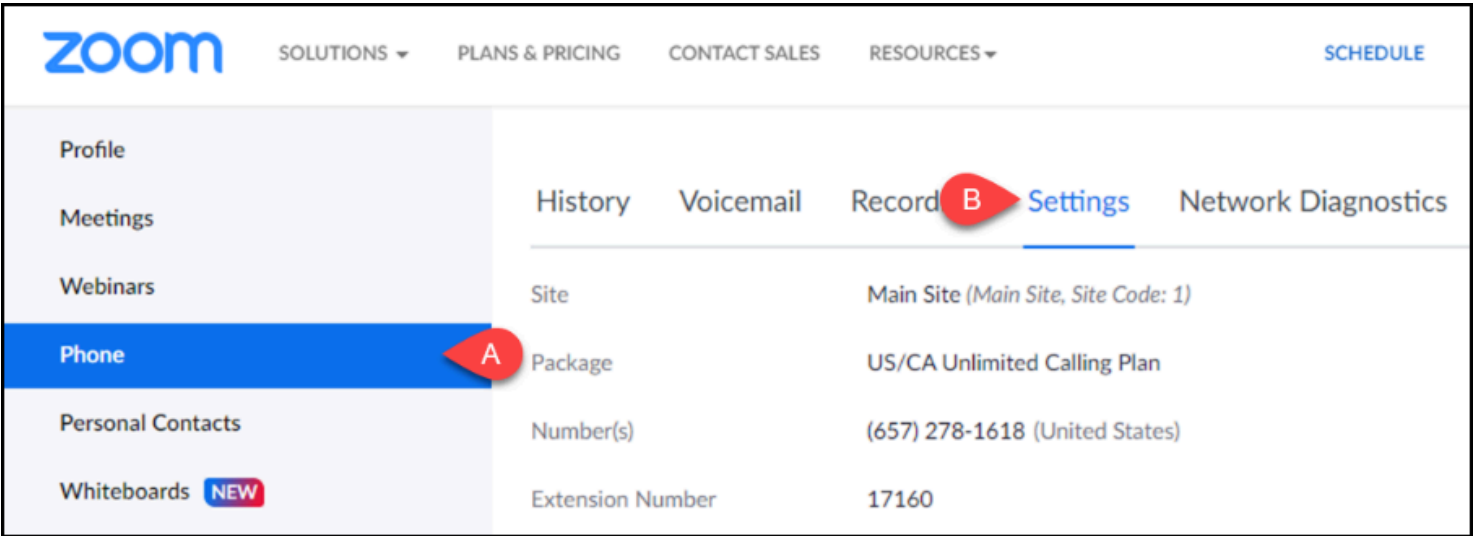 zoom SOLUTIONS PLANS & PRICING CONTACT SALES RESOURCES SCHEDULE
Profile
Meetings
Webinars
Phone A
Personal Contacts
Whiteboards NEW
History Voicemail Record B Settings Network Diagnostics
Site Main Site (Main Site, Site Code: 1)
Package US/CA Unlimited Calling Plan
Number(s) (657) 278-1618 (United States)
Extension Number 17160